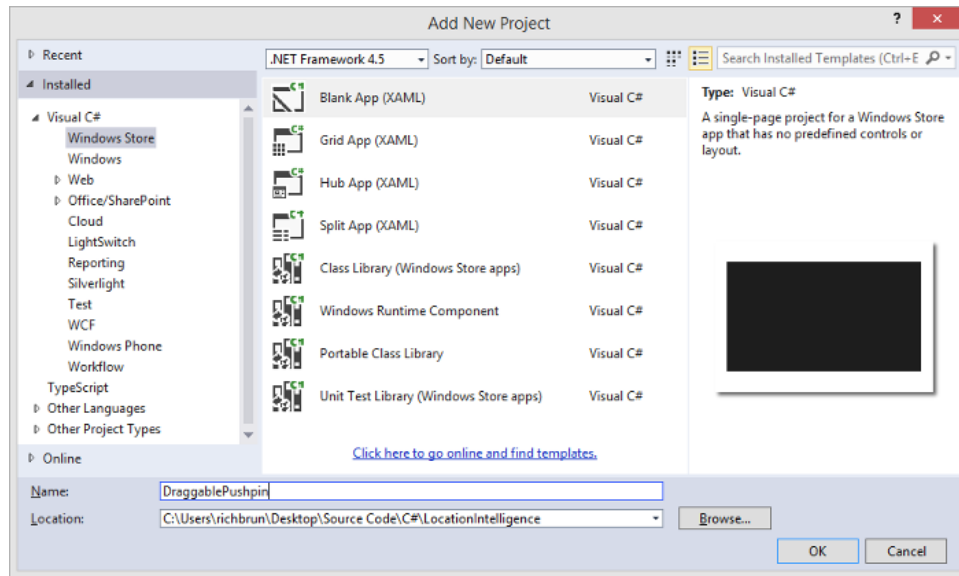 Add New Project
? ×
Recent
.NET Framework 4.5 Sort by: Default
Search Installed Templates (Ctrl+E
Installed
Visual C#
Windows Store
Windows
Web
Office/SharePoint
Cloud
LightSwitch
Reporting
Silverlight
Test
WCF
Windows Phone
Workflow
TypeScript
Other Languages
Other Project Types
Online
C# Blank App (XAML) Visual C#
C# Grid App (XAML) Visual C#
C# Hub App (XAML) Visual C#
C# Split App (XAML) Visual C#
C# Class Library (Windows Store apps) Visual C#
C# Windows Runtime Component Visual C#
C# Portable Class Library Visual C#
C# Unit Test Library (Windows Store apps) Visual C#
Click here to go online and find templates.
Type: Visual C#
A single-page project for a Windows Store
app that has no predefined controls or
layout.
Name: DraggablePushpin
Location: C:\Users\richbrun\Desktop\Source Code\C#\LocationIntelligence
Browse...
OK Cancel